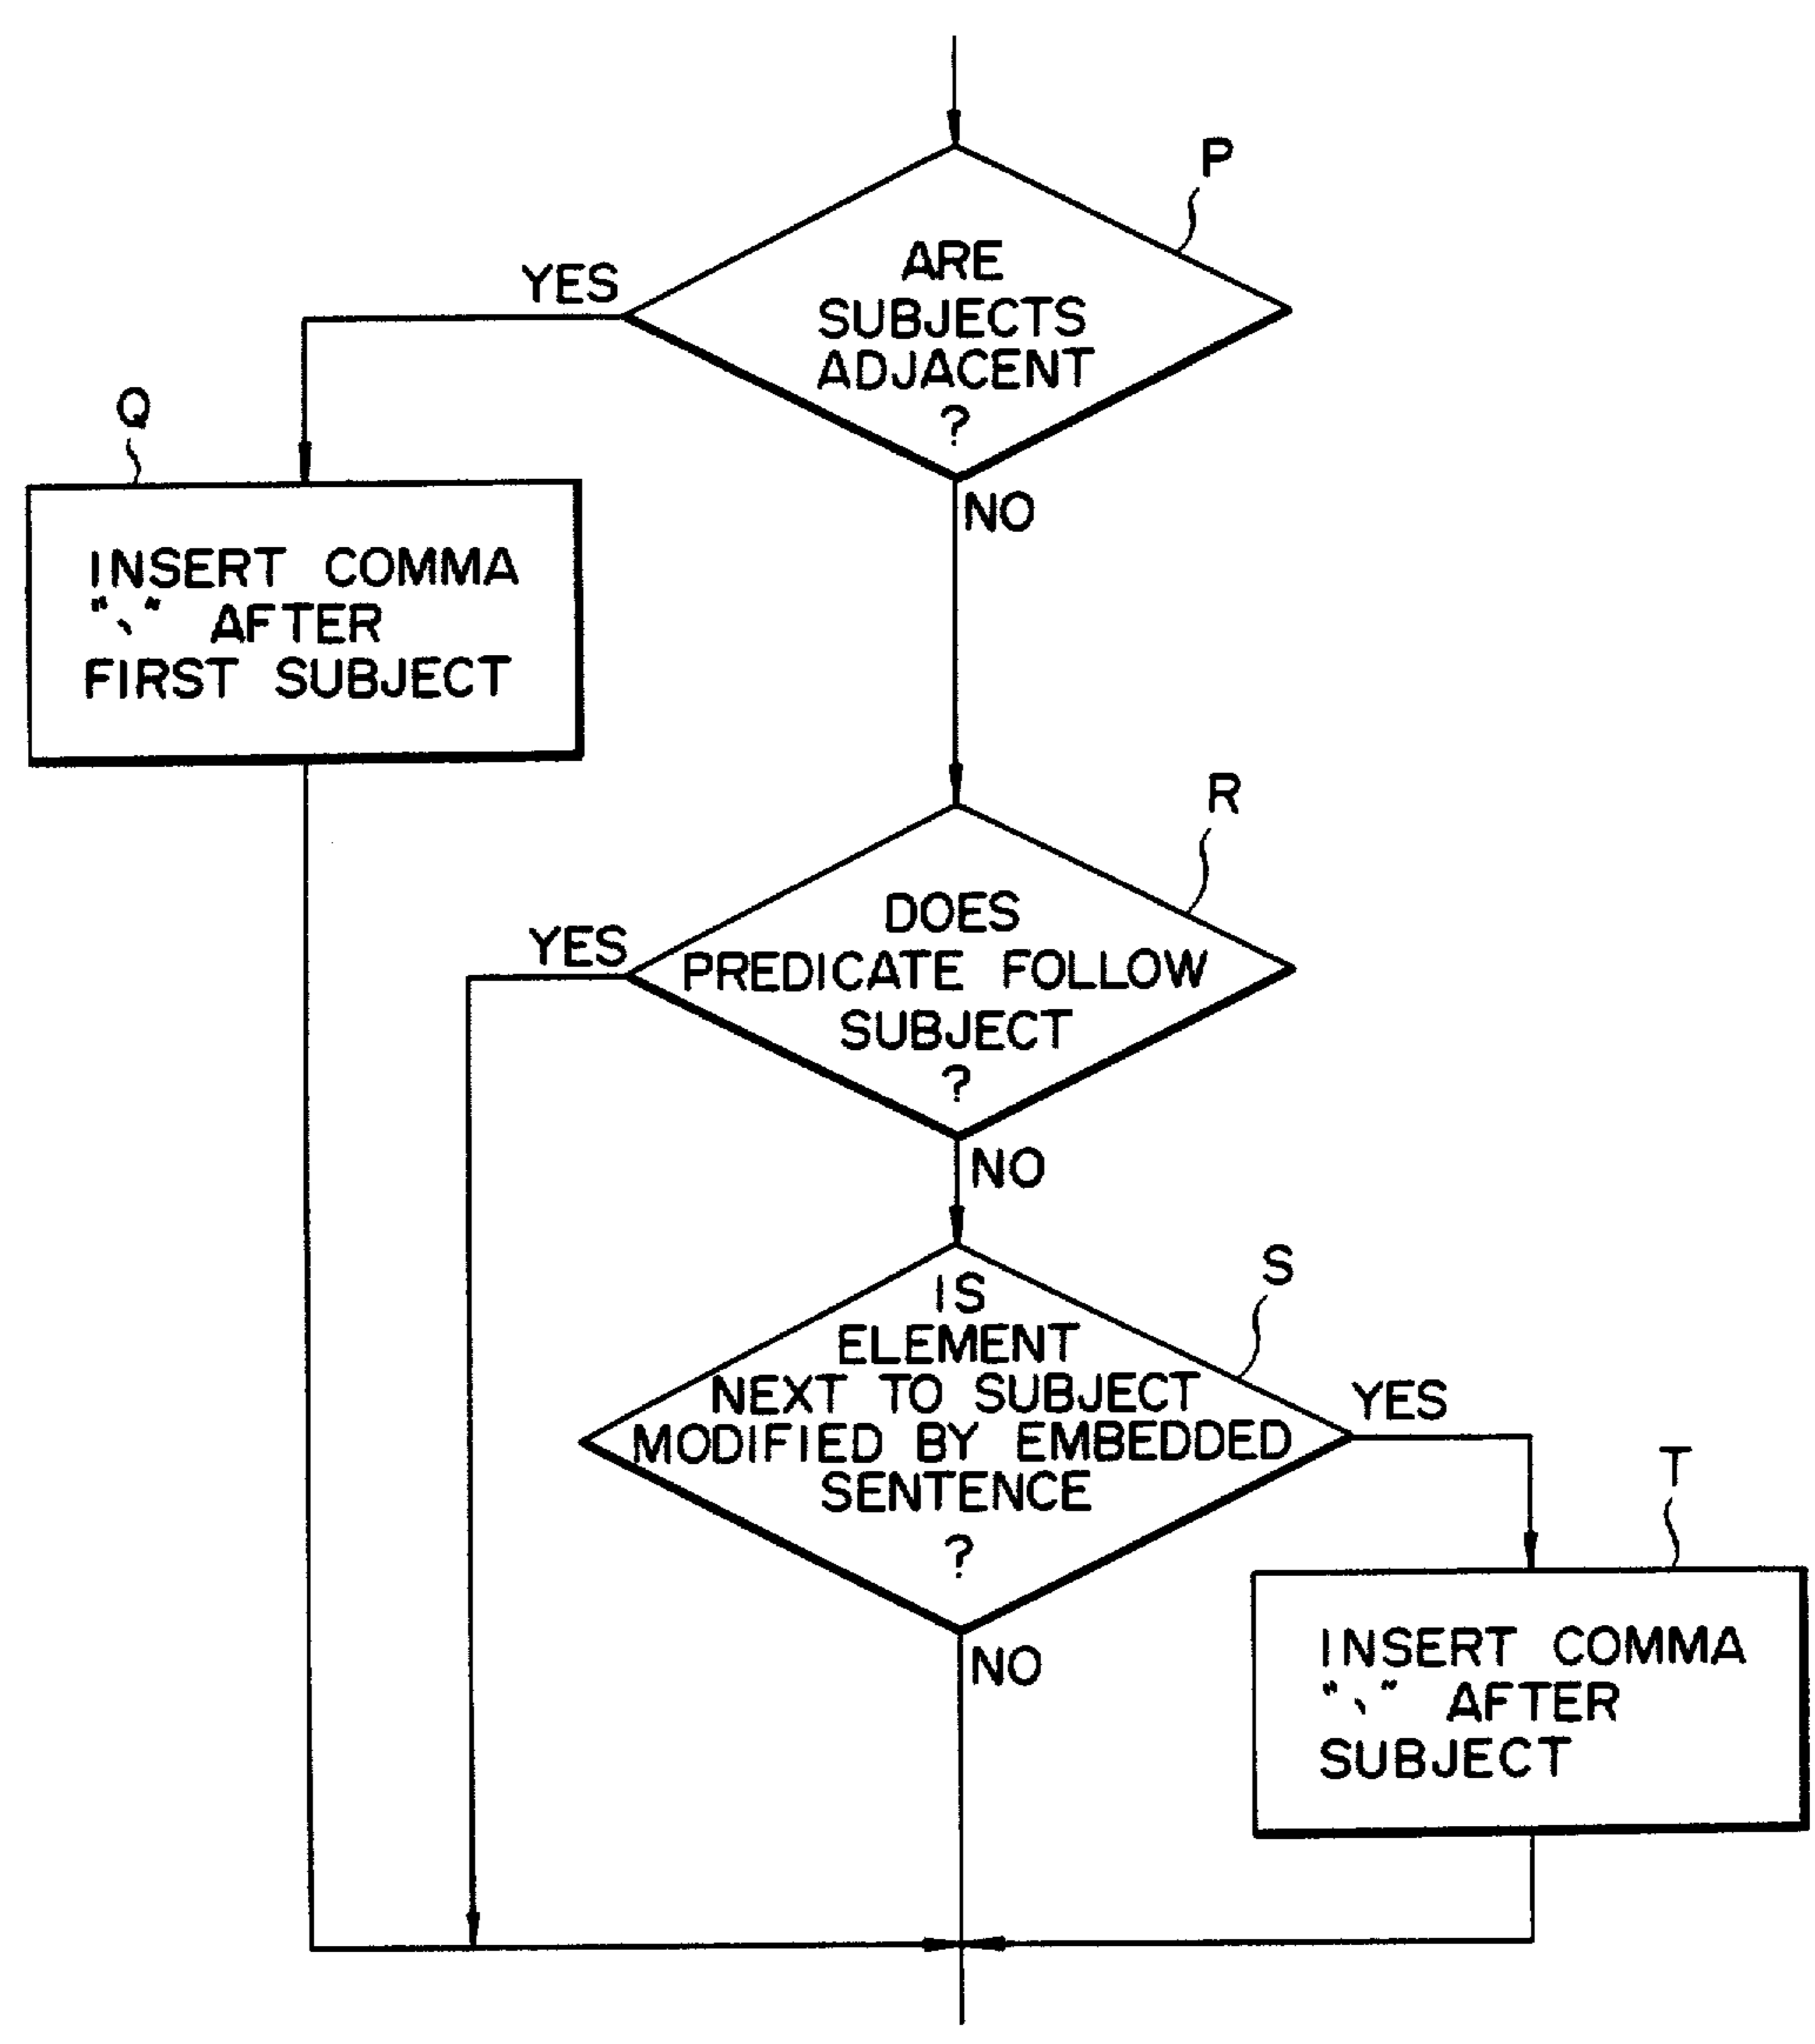 P
ARE
SUBJECTS
ADJACENT
?
YES
NO
Q
INSERT COMMA
"、" AFTER
FIRST SUBJECT
R
DOES
PREDICATE FOLLOW
SUBJECT
?
YES
NO
S
IS
ELEMENT
NEXT TO SUBJECT
MODIFIED BY EMBEDDED
SENTENCE
?
YES
NO
T
INSERT COMMA
"、" AFTER
SUBJECT